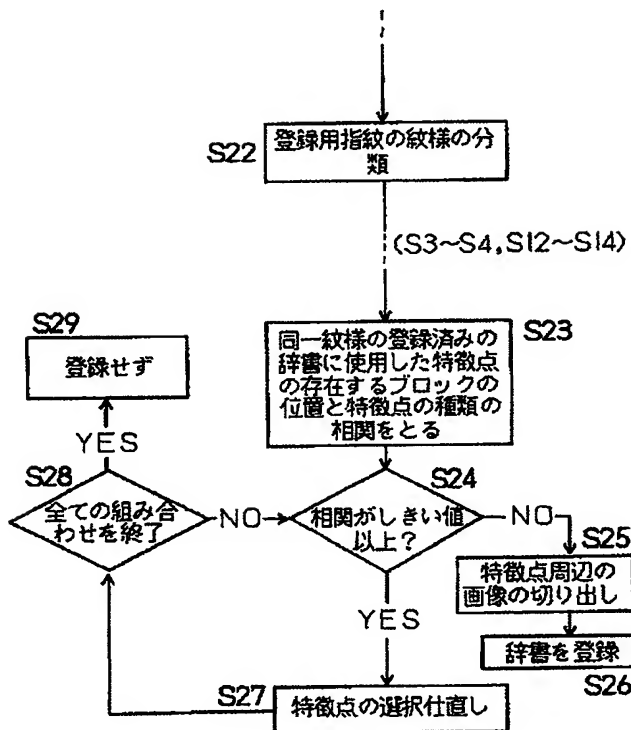 S22
登録用指紋の紋様の分
類
(S3~S4,S12~S14)
S23
同一紋様の登録済みの
辞書に使用した特徴点
の存在するブロックの
位置と特徴点の種類の
相関をとる
S24
相関がしきい値
以上?
NO
S25
特徴点周辺の
画像の切り出し
辞書を登録
S26
YES
S27
特徴点の選択仕直し
S28
全ての組み合
わせを終了
NO
YES
S29
登録せず